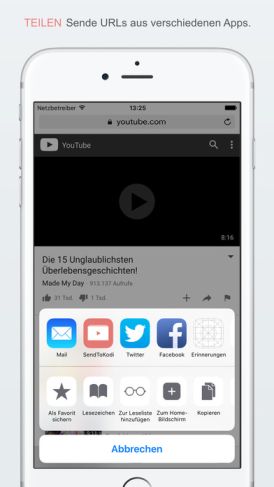 TEILEN Sende URLs aus verschiedenen Apps.
Netzbetreiber 13:25
youtube.com
YouTube
8:16
Die 15 Unglaublichsten
Überlebensgeschichten!
Made My Day 913.137 Aufrufe
31 Tsd. 1 Tsd.
Mail SendToKodi Twitter Facebook Erinnerungen
Als Favorit sichern Lesezeichen Zur Leseliste hinzufügen Zum Home-Bildschirm Kopieren
Abbrechen